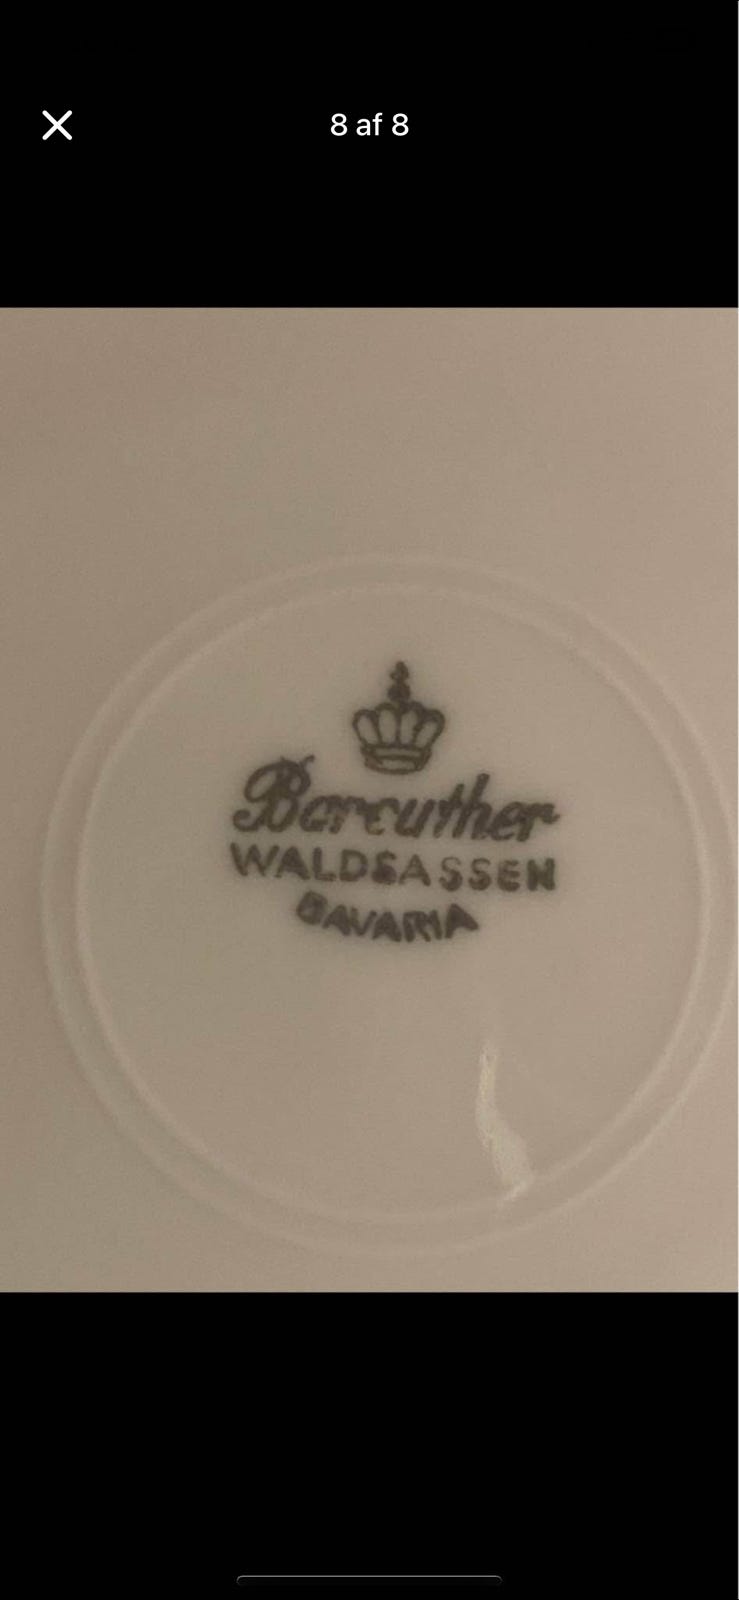 8 af 8
Bareuther
WALDSASSEN
BAVARIA